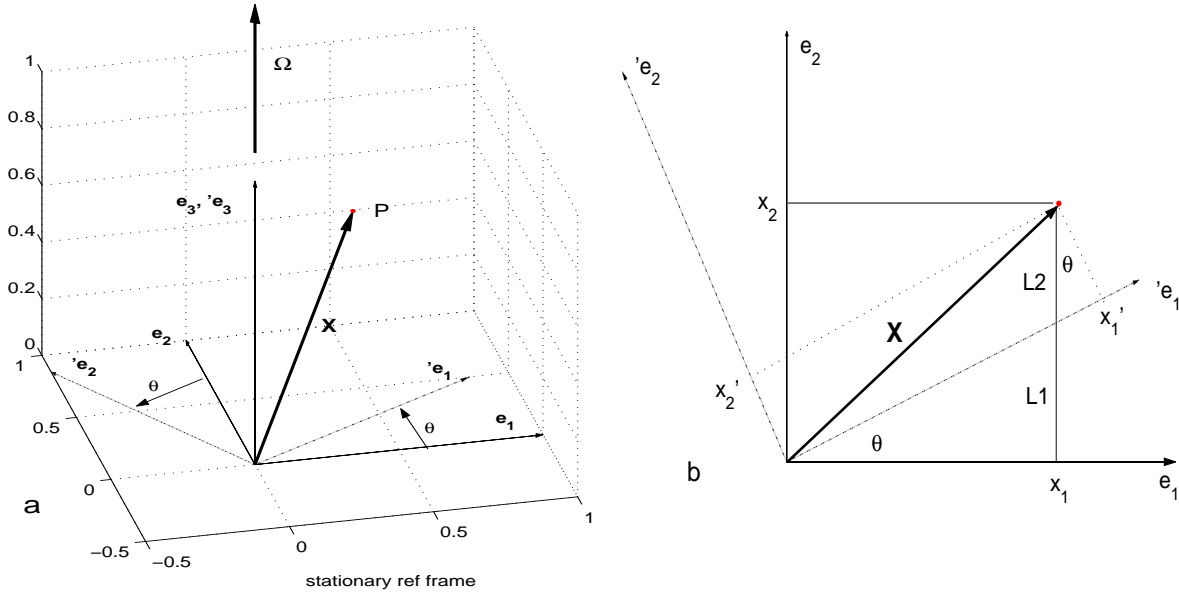 Ω
1
0.8
0.6
0.4
0.2
0
e3, 'e3
P
X
e2
'e2
θ
'e1
θ
e1
1
0.5
0
−0.5
−0.5
0
0.5
1
a
stationary ref frame
e2
'e2
x2
L2
θ
'e1
x1'
X
x2'
L1
θ
b
x1
e1